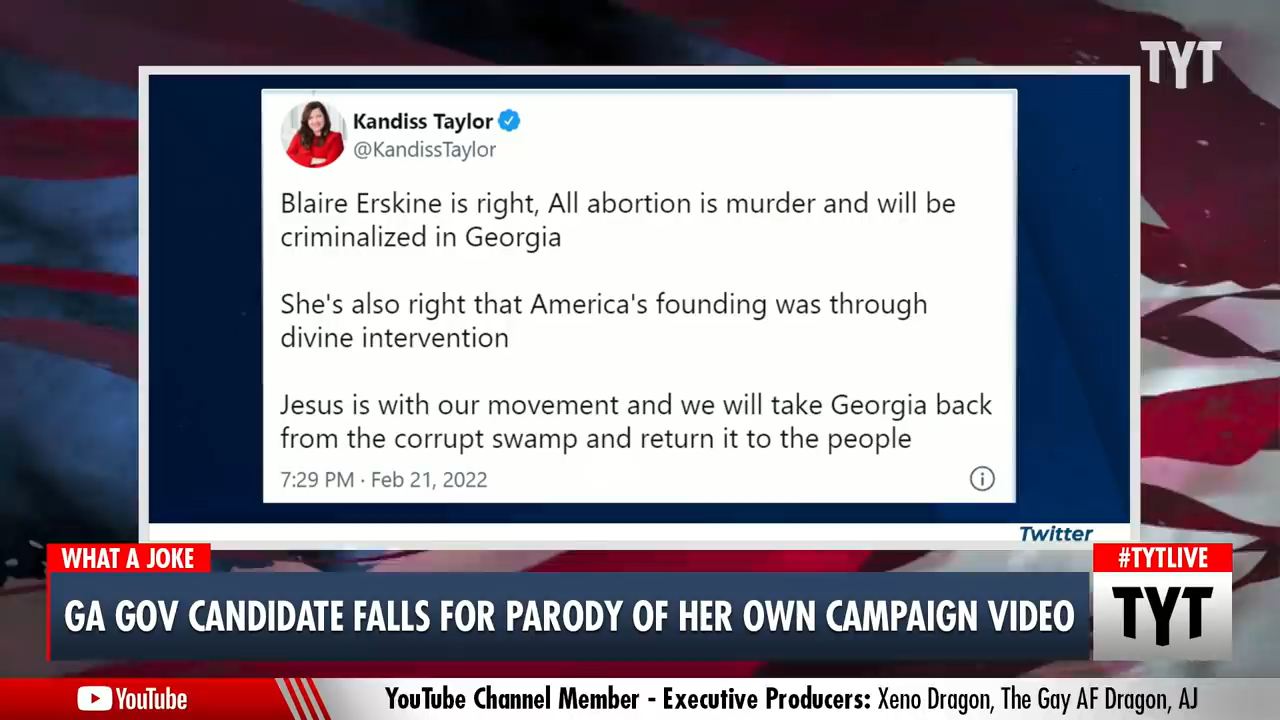 TYT
Kandiss Taylor
@KandissTaylor
Blaire Erskine is right, All abortion is murder and will be
criminalized in Georgia
She's also right that America's founding was through
divine intervention
Jesus is with our movement and we will take Georgia back
from the corrupt swamp and return it to the people
7:29 PM · Feb 21, 2022
Twitter
WHAT A JOKE
#TYTLIVE
GA GOV CANDIDATE FALLS FOR PARODY OF HER OWN CAMPAIGN VIDEO
TYT
YouTube
YouTube Channel Member - Executive Producers: Xeno Dragon, The Gay AF Dragon, AJ